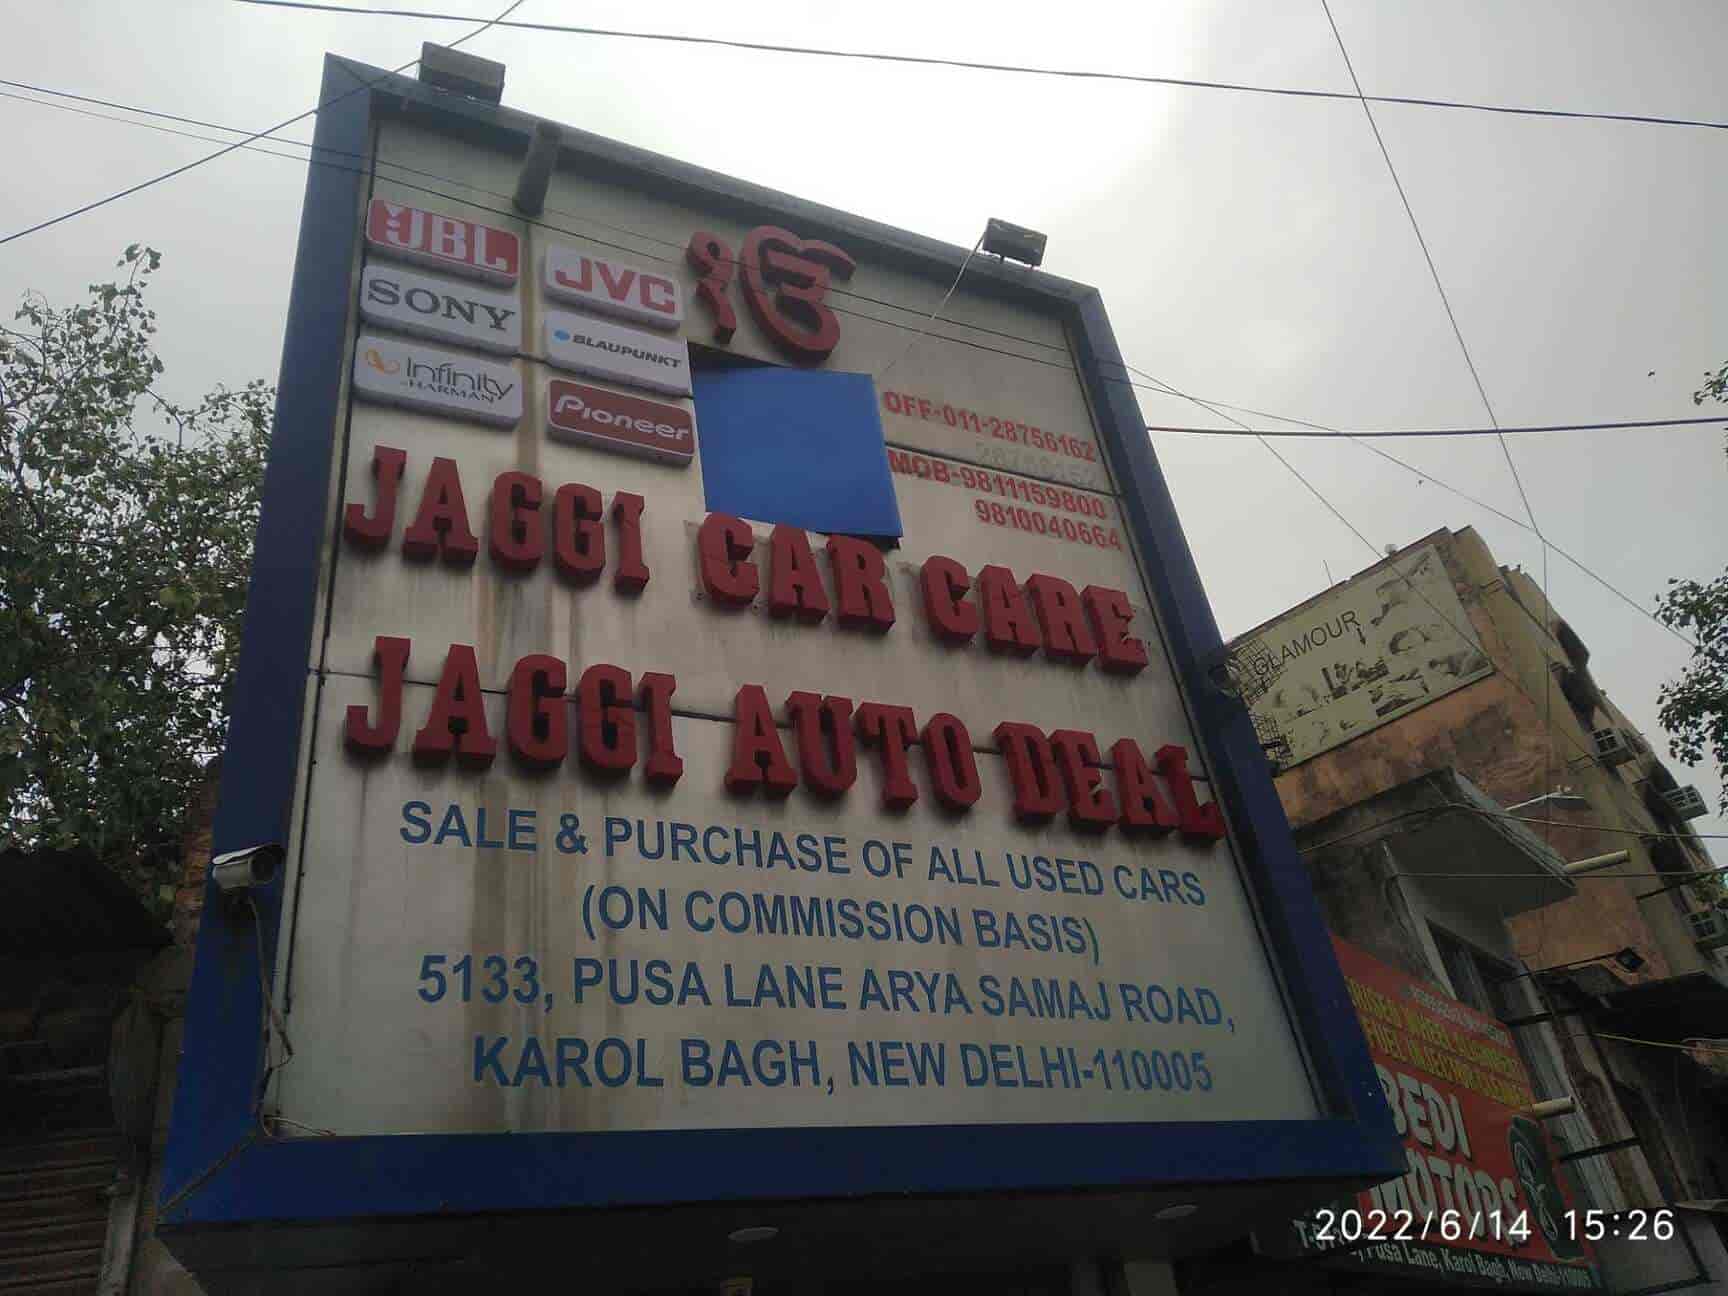 JBL
JVC
SONY
BLAUPUNKT
Infinity
HARMAN
Pioneer
ੴ
OFF-011-28756162
MOB-9811159800
9810040664
JAGGI CAR CARE
JAGGI AUTO DEAL
SALE & PURCHASE OF ALL USED CARS
(ON COMMISSION BASIS)
5133, PUSA LANE ARYA SAMAJ ROAD,
KAROL BAGH, NEW DELHI-110005
GLAMOUR
WHEEL
BEDI
MOTORS
Pusa Lane, Karol Bagh, New Delhi-110005
2022/6/14 15:26